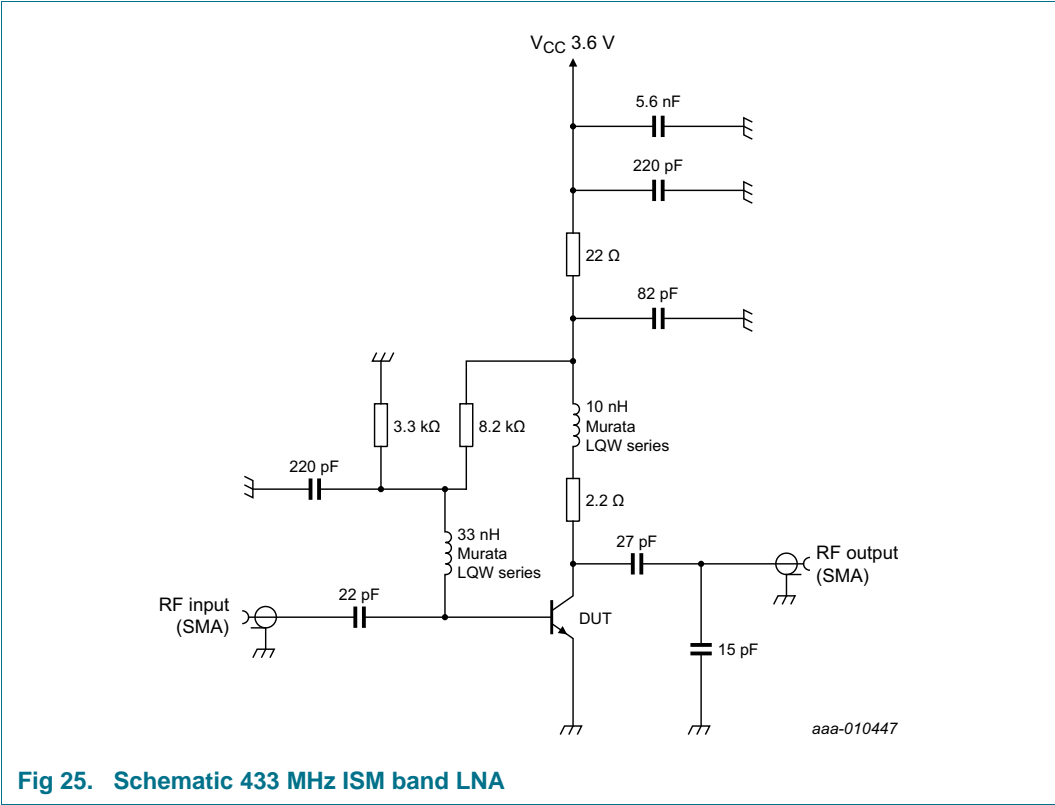 VCC 3.6 V
5.6 nF
220 pF
22 Ω
82 pF
3.3 kΩ
8.2 kΩ
10 nH
Murata
LQW series
220 pF
2.2 Ω
33 nH
Murata
LQW series
27 pF
RF output
(SMA)
22 pF
RF input
(SMA)
DUT
15 pF
aaa-010447
Fig 25. Schematic 433 MHz ISM band LNA